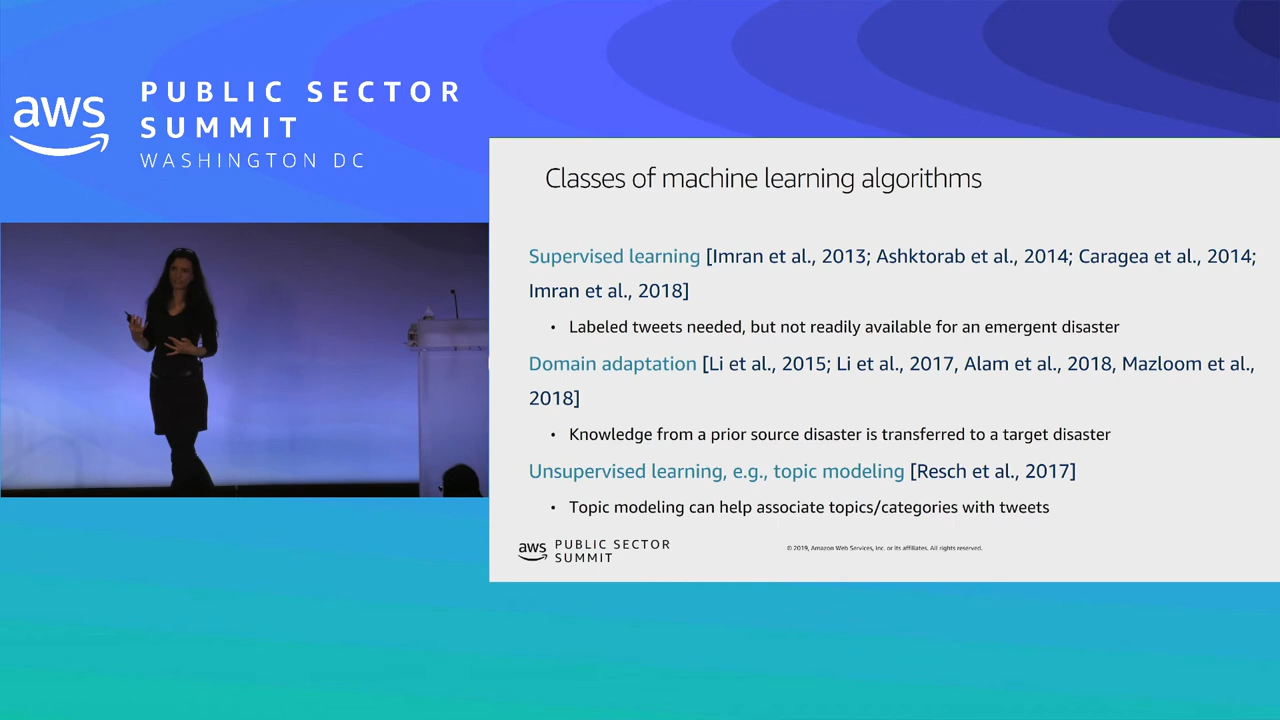 aws
PUBLIC SECTOR
SUMMIT
WASHINGTON DC
Classes of machine learning algorithms
Supervised learning [Imran et al., 2013; Ashktorab et al., 2014; Caragea et al., 2014;
Imran et al., 2018]
• Labeled tweets needed, but not readily available for an emergent disaster
Domain adaptation [Li et al., 2015; Li et al., 2017, Alam et al., 2018, Mazloom et al.,
2018]
• Knowledge from a prior source disaster is transferred to a target disaster
Unsupervised learning, e.g., topic modeling [Resch et al., 2017]
• Topic modeling can help associate topics/categories with tweets
aws
PUBLIC SECTOR
SUMMIT
© 2019, Amazon Web Services, Inc. or its affiliates. All rights reserved.